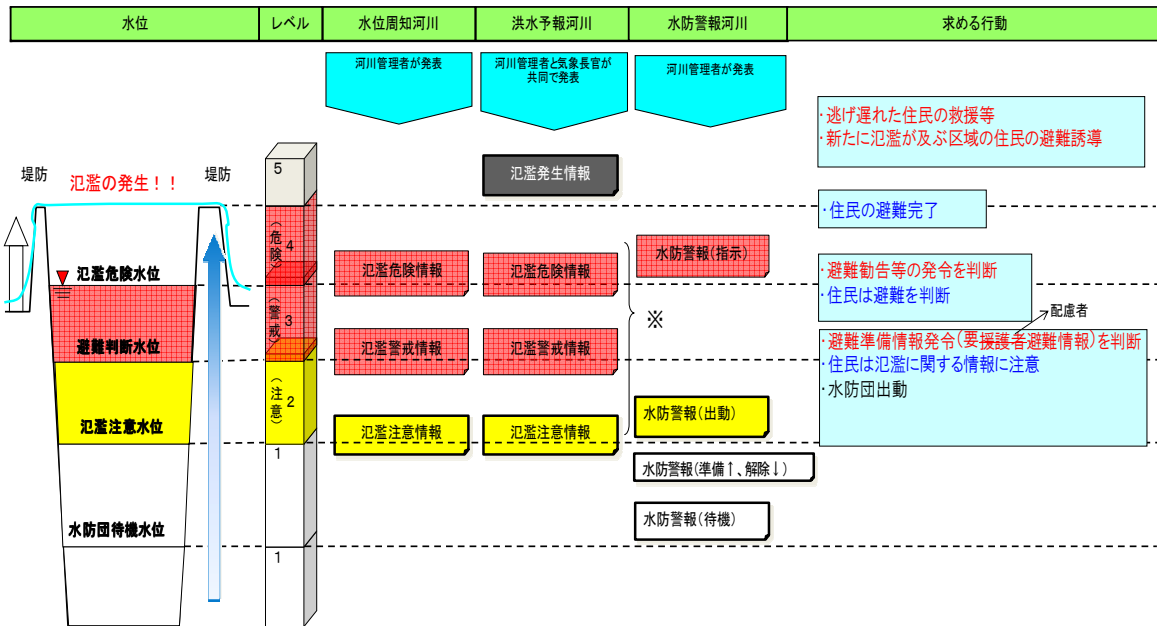 水位
レベル
水位周知河川
洪水予報河川
水防警報河川
求める行動
河川管理者が発表
河川管理者と気象長官が
共同で発表
河川管理者が発表
・逃げ遅れた住民の救援等
・新たに氾濫が及ぶ区域の住民の避難誘導
堤防
氾濫の発生！！
堤防
5
氾濫発生情報
・住民の避難完了
（危険）
4
氾濫危険水位
氾濫危険情報
氾濫危険情報
水防警報(指示)
・避難勧告等の発令を判断
・住民は避難を判断
（警戒）
3
※
配慮者
避難判断水位
氾濫警戒情報
氾濫警戒情報
・避難準備情報発令(要援護者避難情報)を判断
・住民は氾濫に関する情報に注意
・水防団出動
（注意）
2
氾濫注意水位
氾濫注意情報
氾濫注意情報
水防警報(出動)
1
水防警報(準備↑、解除↓)
水防団待機水位
水防警報(待機)
1